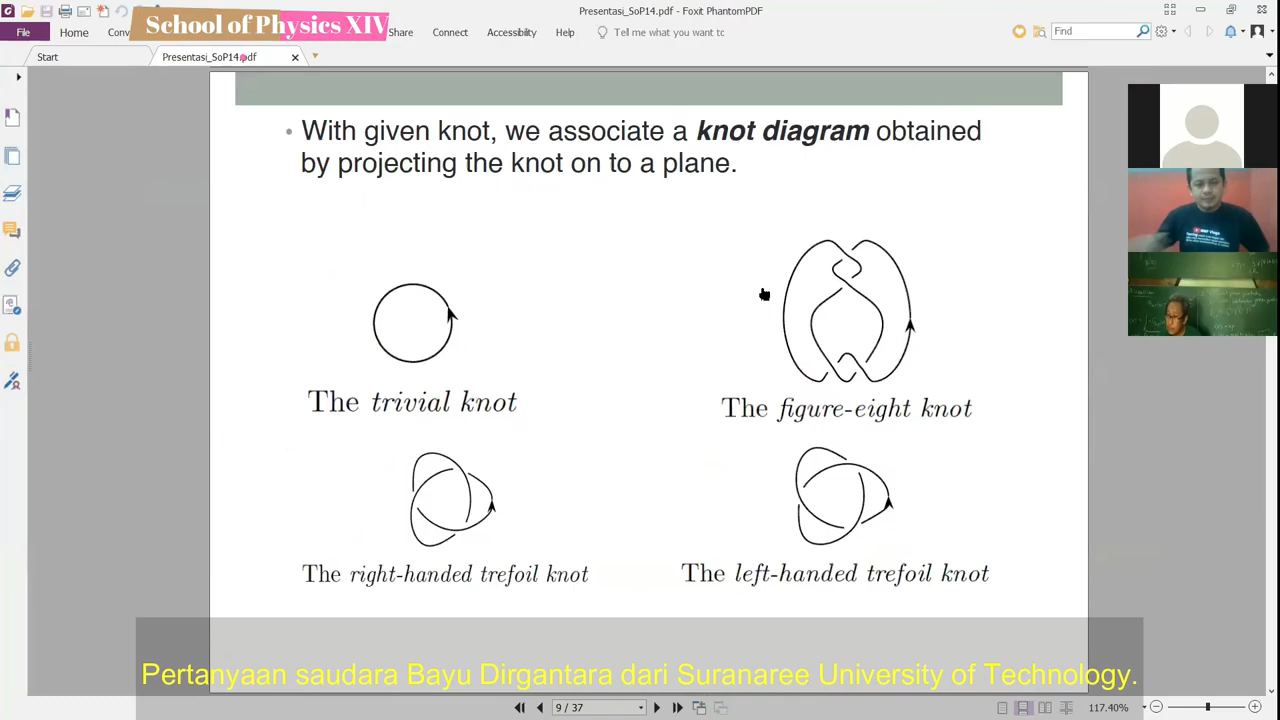 Presentasi_SoP14.pdf - Foxit PhantomPDF
School of Physics XIV
File
Home
Conv
Share
Connect
Accessibility
Help
Tell me what you want to
Find
Start
Presentasi_SoP14.pdf
• With given knot, we associate a knot diagram obtained
by projecting the knot on to a plane.
The trivial knot
The figure-eight knot
The right-handed trefoil knot
The left-handed trefoil knot
Pertanyaan saudara Bayu Dirgantara dari Suranaree University of Technology.
9 / 37
117.40%